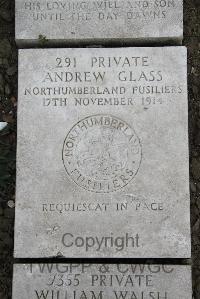 HIS LOVING WIFE AND SON
UNTIL THE DAY DAWNS
291 PRIVATE
ANDREW GLASS
NORTHUMBERLAND FUSILIERS
17TH NOVEMBER 1914
NORTHUMBERLAND
FUSILIERS
REQUIESCAT IN PACE
Copyright
TWGPP & CWGC
1355 PRIVATE
WILLIAM WALSH